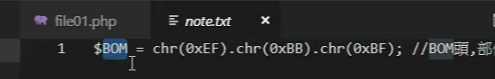 file01.php
note.txt
1 $BOM = chr(0xEF).chr(0xBB).chr(0xBF); //BOM頭,部